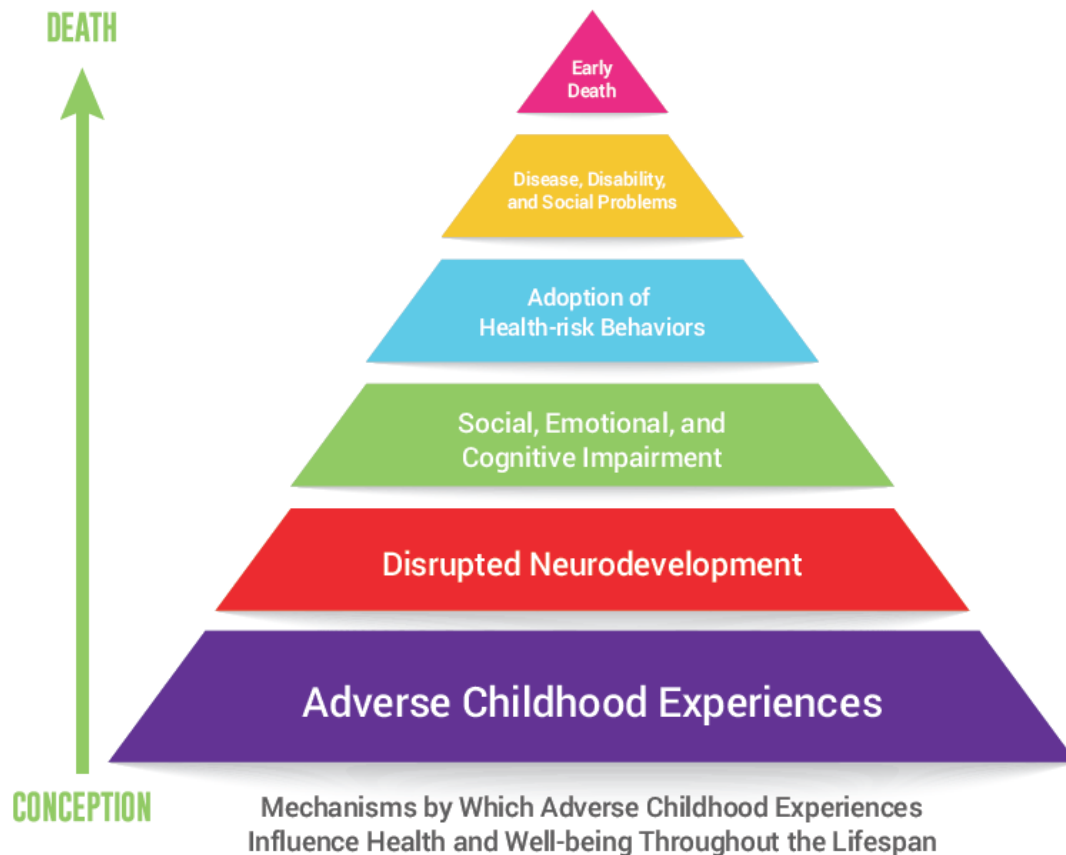 DEATH
Early
Death
Disease, Disability,
and Social Problems
Adoption of
Health-risk Behaviors
Social, Emotional, and
Cognitive Impairment
Disrupted Neurodevelopment
Adverse Childhood Experiences
CONCEPTION
Mechanisms by Which Adverse Childhood Experiences
Influence Health and Well-being Throughout the Lifespan